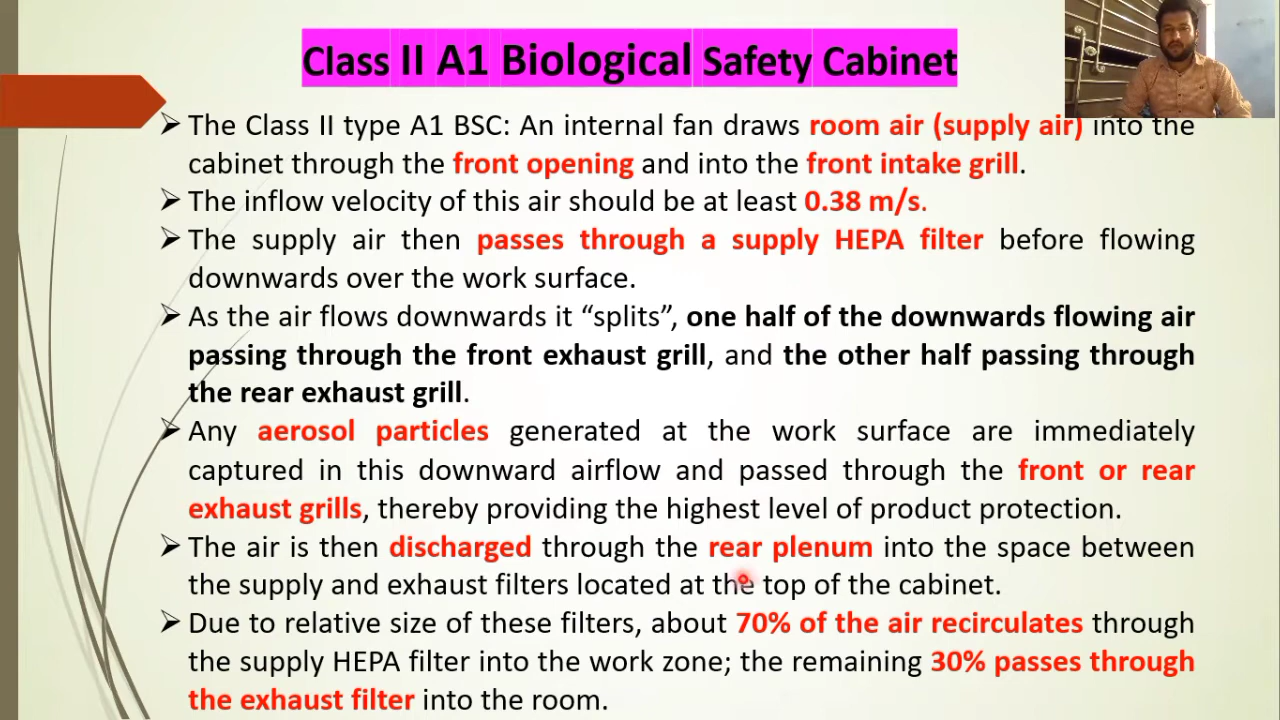 Class II A1 Biological Safety Cabinet
The Class II type A1 BSC: An internal fan draws room air (supply air) into the
cabinet through the front opening and into the front intake grill.
The inflow velocity of this air should be at least 0.38 m/s.
The supply air then passes through a supply HEPA filter before flowing
downwards over the work surface.
As the air flows downwards it “splits”, one half of the downwards flowing air
passing through the front exhaust grill, and the other half passing through
the rear exhaust grill.
Any aerosol particles generated at the work surface are immediately
captured in this downward airflow and passed through the front or rear
exhaust grills, thereby providing the highest level of product protection.
The air is then discharged through the rear plenum into the space between
the supply and exhaust filters located at the top of the cabinet.
Due to relative size of these filters, about 70% of the air recirculates through
the supply HEPA filter into the work zone; the remaining 30% passes through
the exhaust filter into the room.